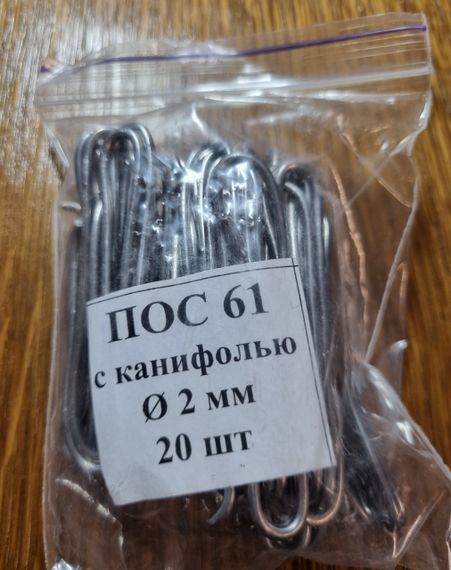 ПОС 61
с канифолью
Ø 2 мм
20 шт